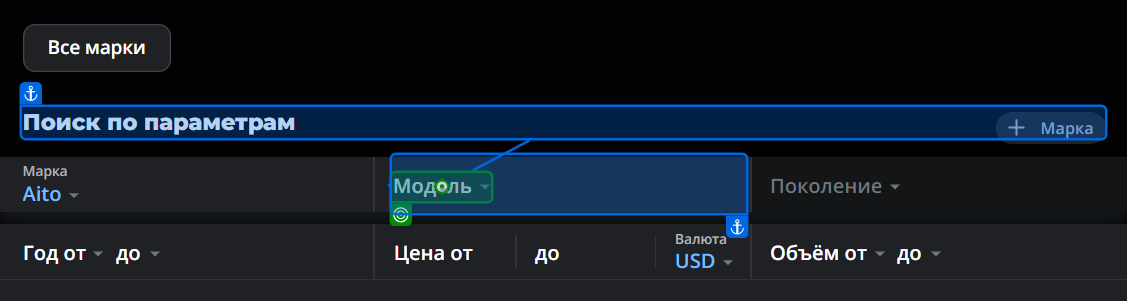 Все марки
Поиск по параметрам
Марка
Марка
Aito
Модель
Поколение
Год от до
Цена от до
Валюта
USD
Объём от до